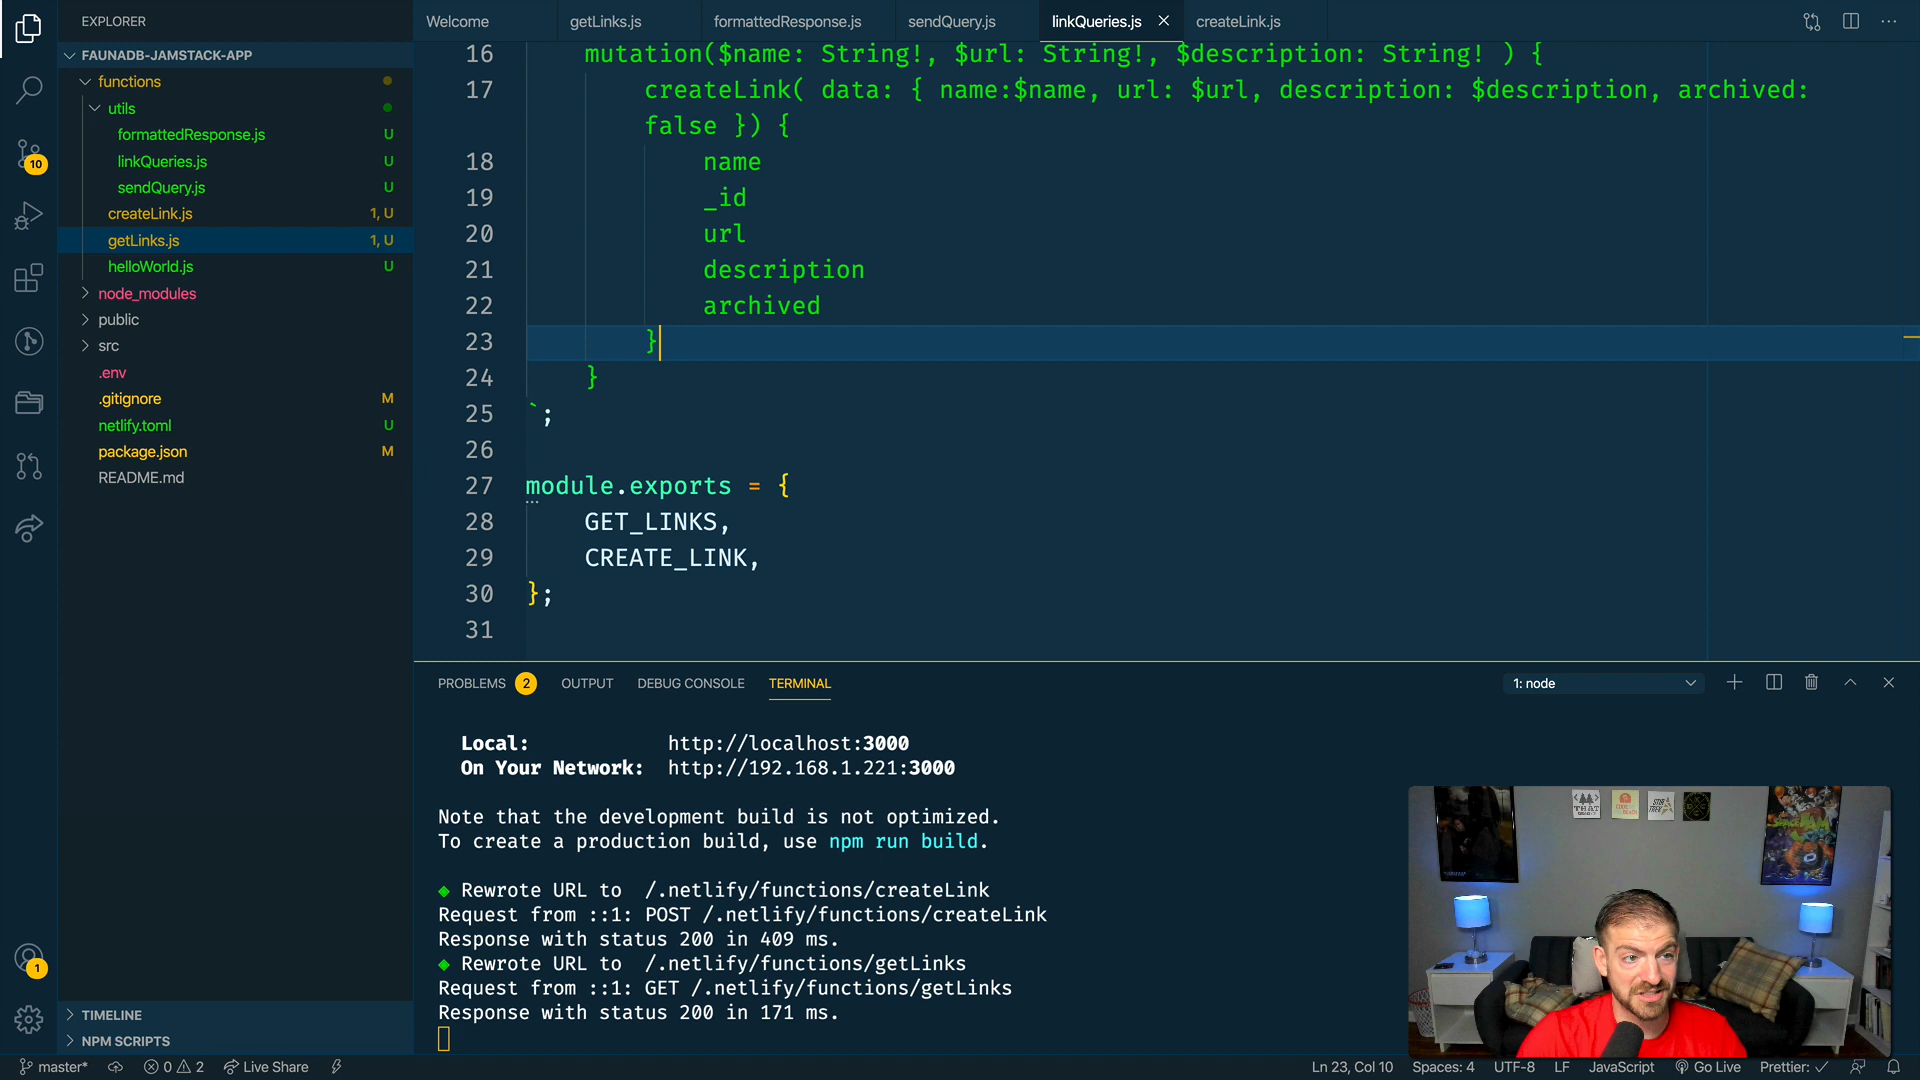 EXPLORER
FAUNADB-JAMSTACK-APP
functions
utils
formattedResponse.js U
linkQueries.js U
sendQuery.js U
createLink.js 1, U
getLinks.js 1, U
helloWorld.js U
node_modules
public
src
.env
.gitignore M
netlify.toml U
package.json M
README.md
10
1
TIMELINE
NPM SCRIPTS
Welcome getLinks.js formattedResponse.js sendQuery.js linkQueries.js createLink.js
16 mutation($name: String!, $url: String!, $description: String! ) {
17 createLink( data: { name:$name, url: $url, description: $description, archived:
false }) {
18 name
19 _id
20 url
21 description
22 archived
23 }
24 }
25 `;
26
27 module.exports = {
28 GET_LINKS,
29 CREATE_LINK,
30 };
31
PROBLEMS 2 OUTPUT DEBUG CONSOLE TERMINAL 1: node
Local: http://localhost:3000
On Your Network: http://192.168.1.221:3000
Note that the development build is not optimized.
To create a production build, use npm run build.
◆ Rewrote URL to /.netlify/functions/createLink
Request from ::1: POST /.netlify/functions/createLink
Response with status 200 in 409 ms.
◆ Rewrote URL to /.netlify/functions/getLinks
Request from ::1: GET /.netlify/functions/getLinks
Response with status 200 in 171 ms.
master* 0 2 Live Share Ln 23, Col 10 Spaces: 4 UTF-8 LF JavaScript Go Live Prettier: ✓